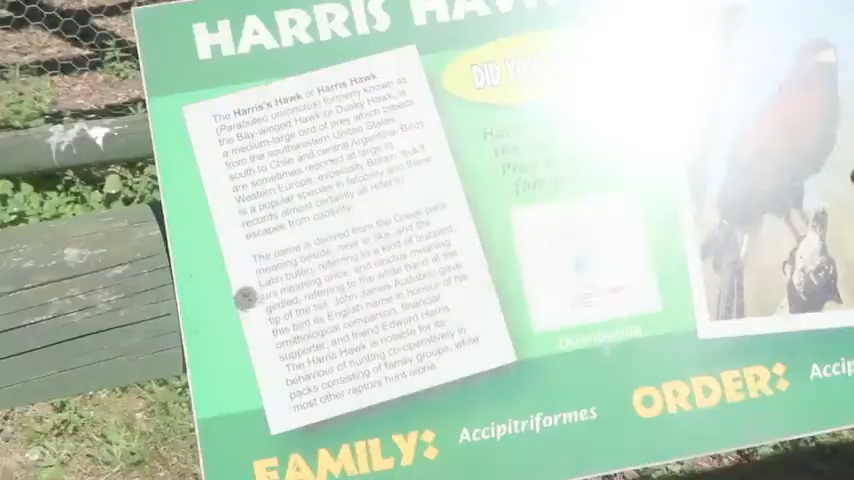 HARRIS HAWK
DID YOU
The Harris's Hawk or Harris Hawk
(Parabuteo unicinctus) formerly known as
the Bay-winged Hawk or Dusky Hawk, is
a medium-large bird of prey which breeds
from the southwestern United States
south to Chile and central Argentina. Birds
are sometimes reported at large in
Western Europe, especially Britain, but it
is a popular species in falconry and these
records almost certainly all refer to
escapes from captivity.
The name is derived from the Greek para
meaning beside, near or like, and the
Latin buteo, referring to a kind of buzzard,
uni meaning once, and cinctus meaning
girdled, referring to the white band at the
tip of the tail. John James Audubon gave
this bird its English name in honour of his
ornithological companion, financial
supporter, and friend Edward Harris
The Harris Hawk is notable for its
behaviour of hunting co-operatively in
packs consisting of family groups, while
most other raptors hunt alone
Distribution
FAMILY: Accipitriformes
ORDER: Accip